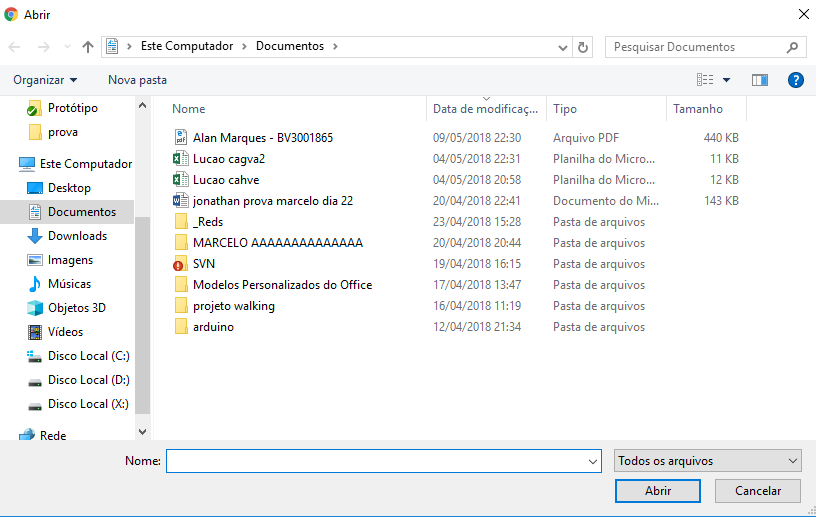 Abrir
Este Computador > Documentos >
Pesquisar Documentos
Organizar Nova pasta
Protótipo
prova
Este Computador
Desktop
Documentos
Downloads
Imagens
Músicas
Objetos 3D
Vídeos
Disco Local (C:)
Disco Local (D:)
Disco Local (X:)
Rede
Nome Data de modificaç... Tipo Tamanho
Alan Marques - BV3001865 09/05/2018 22:30 Arquivo PDF 440 KB
Lucao cagva2 04/05/2018 22:31 Planilha do Micro... 11 KB
Lucao cahve 04/05/2018 20:58 Planilha do Micro... 12 KB
jonathan prova marcelo dia 22 20/04/2018 22:41 Documento do Mi... 143 KB
_Reds 23/04/2018 15:28 Pasta de arquivos
MARCELO AAAAAAAAAAAAAA 20/04/2018 20:44 Pasta de arquivos
SVN 19/04/2018 16:15 Pasta de arquivos
Modelos Personalizados do Office 17/04/2018 13:47 Pasta de arquivos
projeto walking 16/04/2018 11:19 Pasta de arquivos
arduino 12/04/2018 21:34 Pasta de arquivos
Nome: Todos os arquivos
Abrir Cancelar